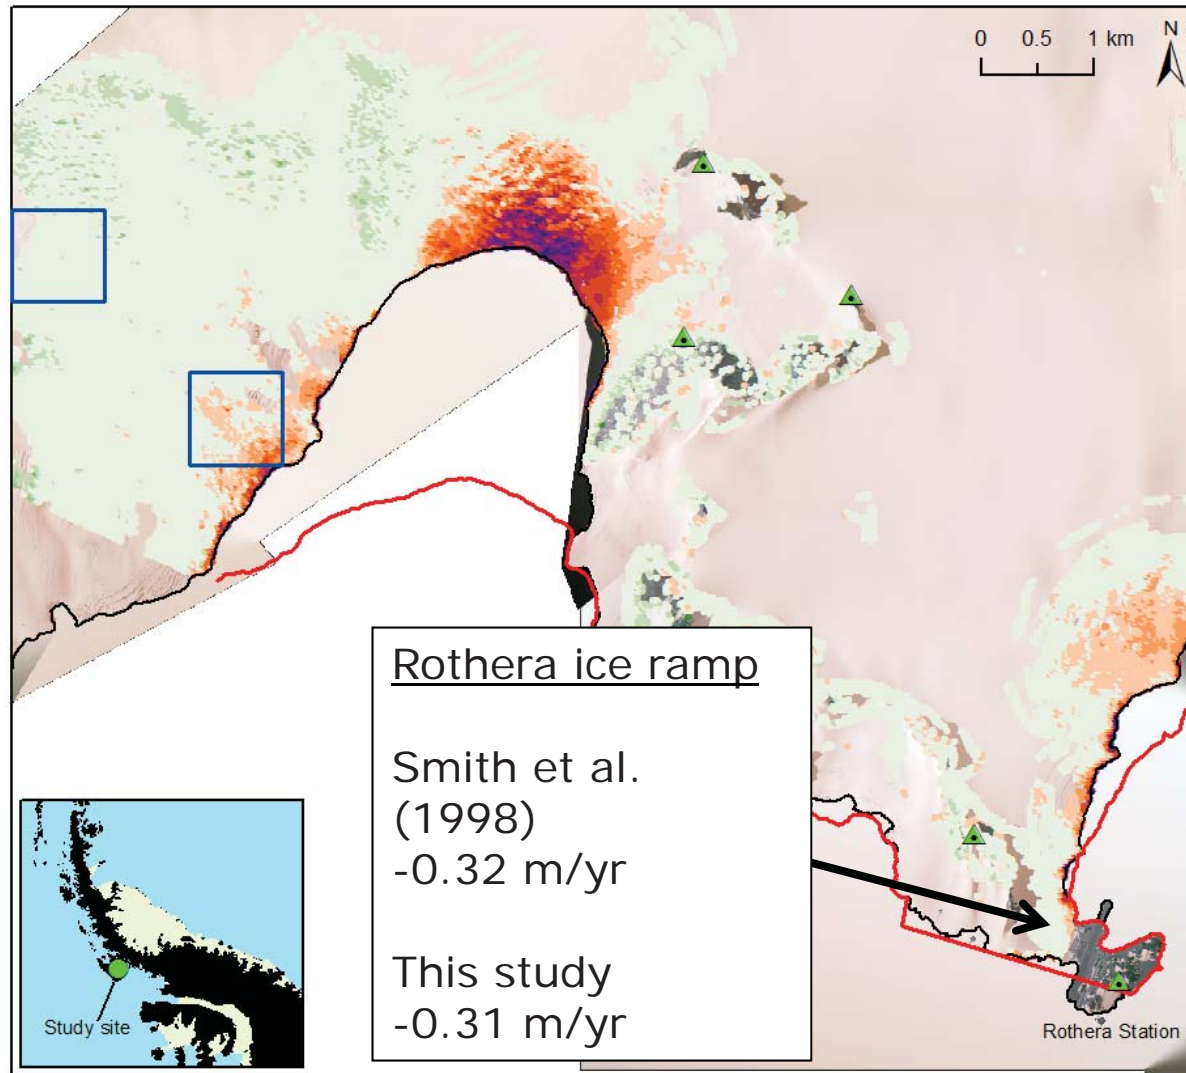 0 0.5 1 km
N
Rothera ice ramp
Smith et al.
(1998)
-0.32 m/yr
This study
-0.31 m/yr
Study site
Rothera Station